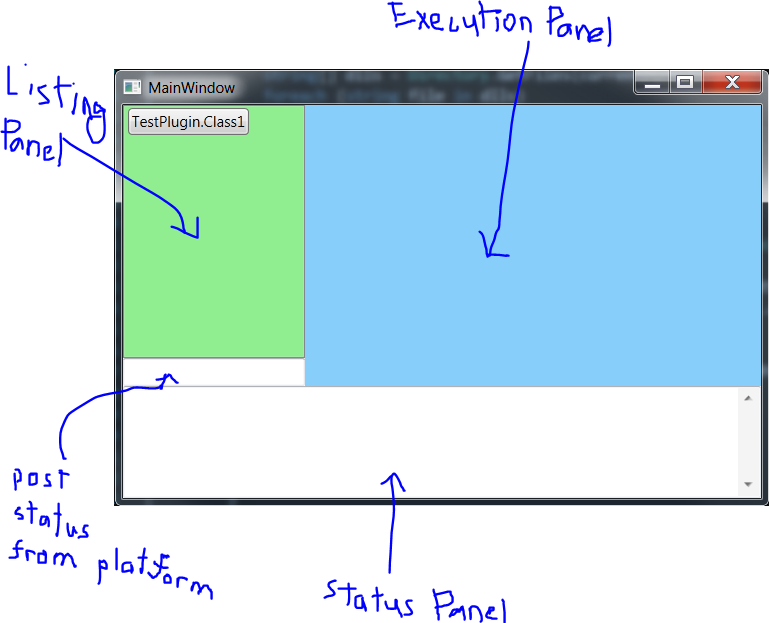 Execution Panel
Listing
Panel
MainWindow
TestPlugin.Class1
post
status
from platform
status Panel